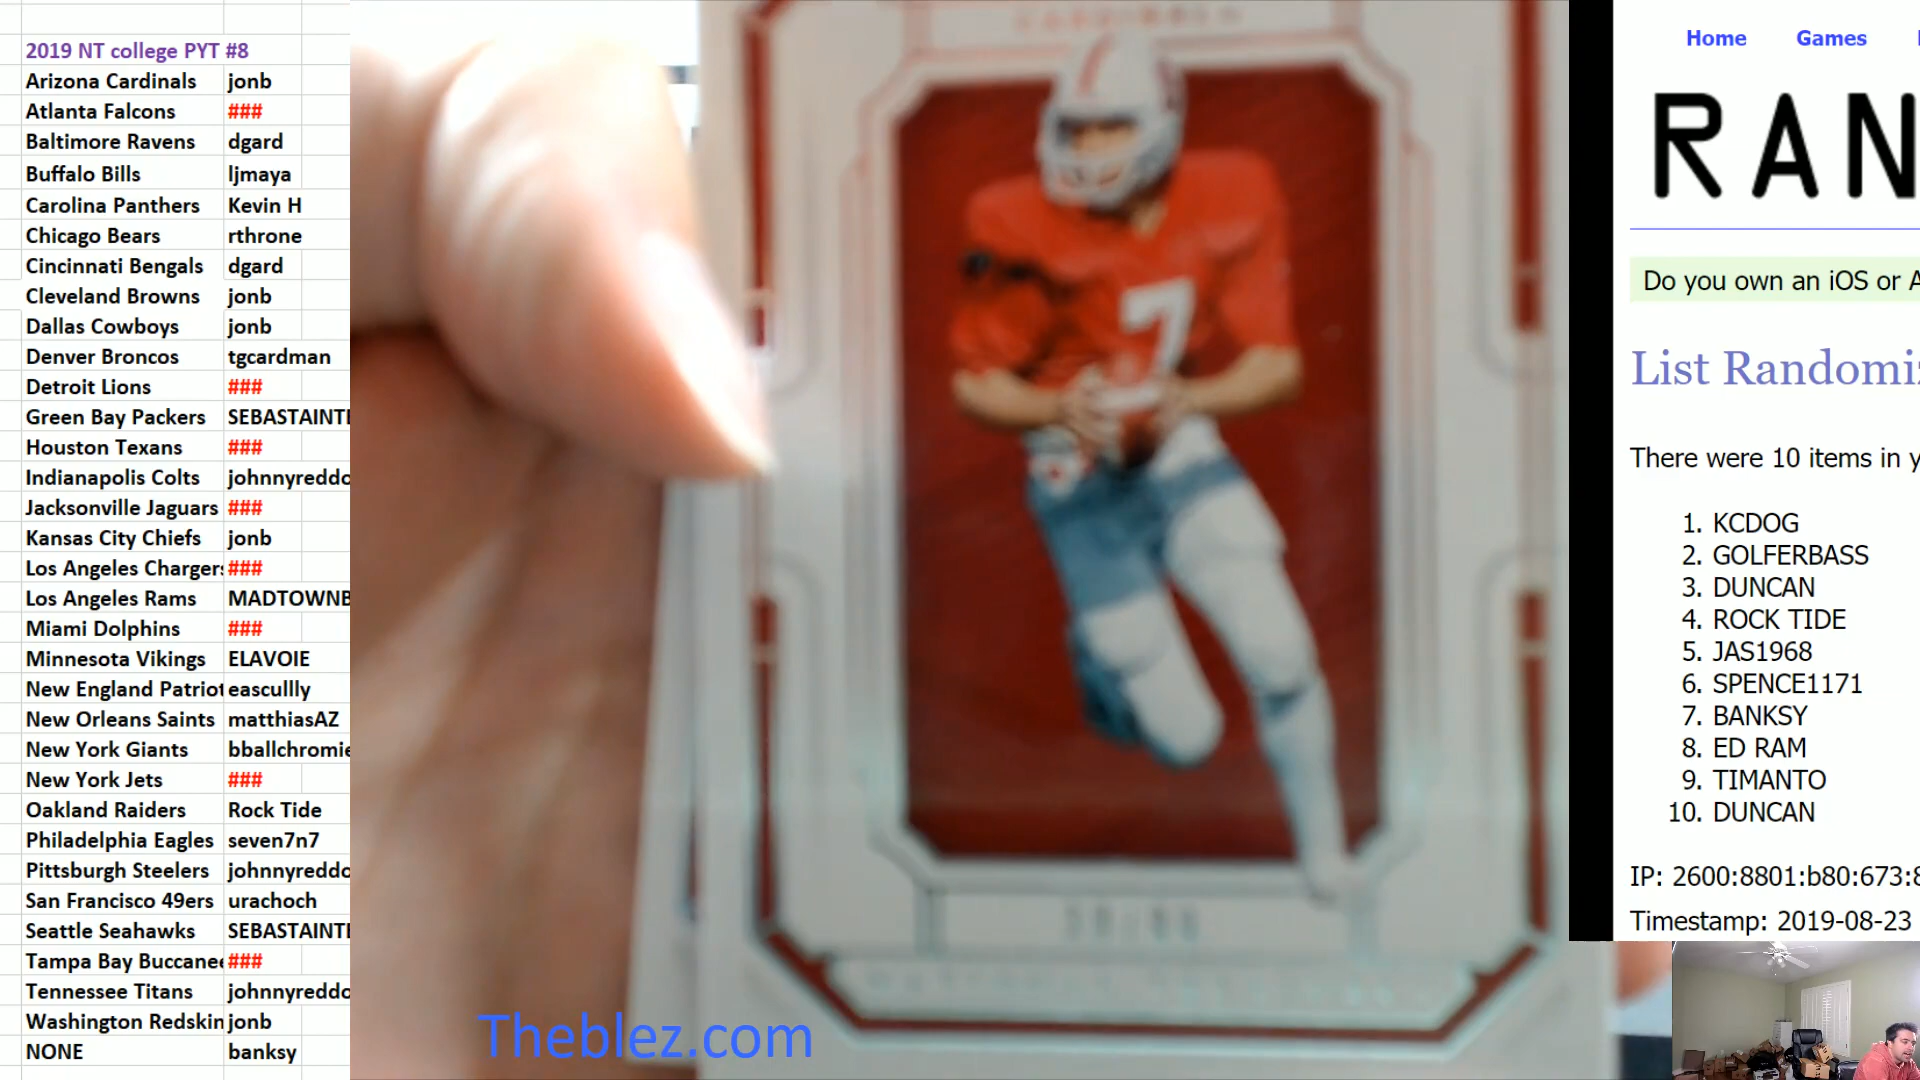 2019 NT college PYT #8
Arizona Cardinals jonb
Atlanta Falcons ###
Baltimore Ravens dgard
Buffalo Bills ljmaya
Carolina Panthers Kevin H
Chicago Bears rthrone
Cincinnati Bengals dgard
Cleveland Browns jonb
Dallas Cowboys jonb
Denver Broncos tgcardman
Detroit Lions ###
Green Bay Packers SEBASTAINTI
Houston Texans ###
Indianapolis Colts johnnyreddo
Jacksonville Jaguars ###
Kansas City Chiefs jonb
Los Angeles Chargers ###
Los Angeles Rams MADTOWNB
Miami Dolphins ###
Minnesota Vikings ELAVOIE
New England Patriot eascullly
New Orleans Saints matthiasAZ
New York Giants bballchromie
New York Jets ###
Oakland Raiders Rock Tide
Philadelphia Eagles seven7n7
Pittsburgh Steelers johnnyreddo
San Francisco 49ers urachoch
Seattle Seahawks SEBASTAINTI
Tampa Bay Buccanee ###
Tennessee Titans johnnyreddo
Washington Redskin jonb
NONE banksy
7
Theblez.com
Home Games
RAN
Do you own an iOS or A
List Randomi
There were 10 items in y
1. KCDOG
2. GOLFERBASS
3. DUNCAN
4. ROCK TIDE
5. JAS1968
6. SPENCE1171
7. BANKSY
8. ED RAM
9. TIMANTO
10. DUNCAN
IP: 2600:8801:b80:673:8
Timestamp: 2019-08-23